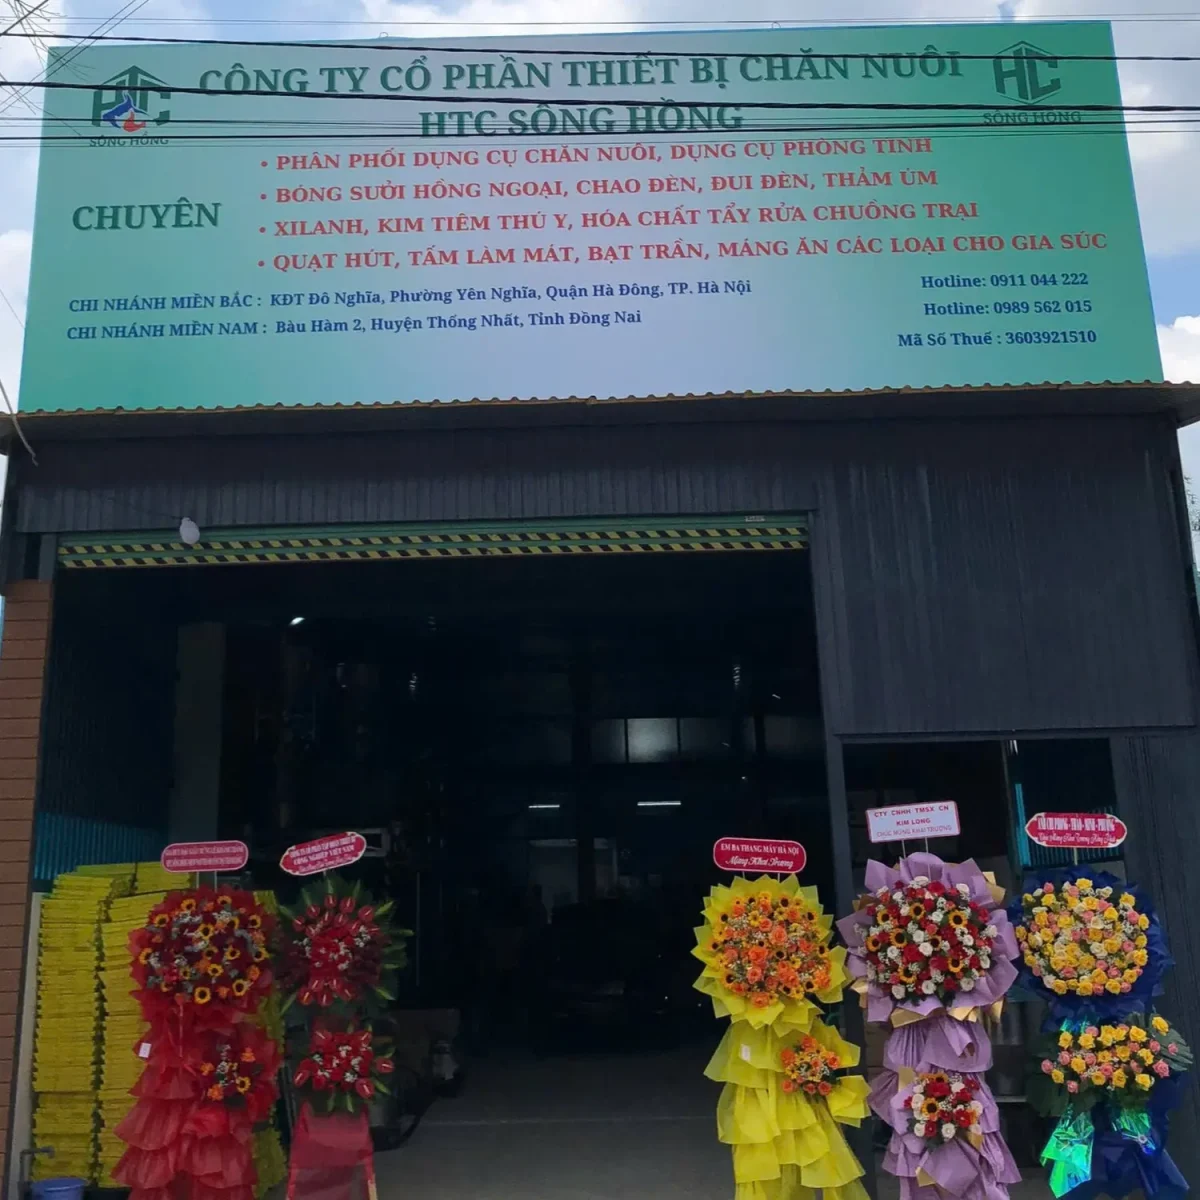 CÔNG TY CỔ PHẦN THIẾT BỊ CHĂN NUÔI
HTC SÔNG HỒNG
HTC
SÔNG HỒNG
HTC
SÔNG HỒNG
CHUYÊN
• PHÂN PHỐI DỤNG CỤ CHĂN NUÔI, DỤNG CỤ PHÒNG TINH
• BÓNG SƯỞI HỒNG NGOẠI, CHAO ĐÈN, ĐUI ĐÈN, THẢM ÚM
• XILANH, KIM TIÊM THÚ Y, HÓA CHẤT TẨY RỬA CHUỒNG TRẠI
• QUẠT HÚT, TẤM LÀM MÁT, BẠT TRẦN, MÁNG ĂN CÁC LOẠI CHO GIA SÚC
CHI NHÁNH MIỀN BẮC : KĐT Đô Nghĩa, Phường Yên Nghĩa, Quận Hà Đông, TP. Hà Nội
CHI NHÁNH MIỀN NAM : Bàu Hàm 2, Huyện Thống Nhất, Tỉnh Đồng Nai
Hotline: 0911 044 222
Hotline: 0989 562 015
Mã Số Thuế : 3603921510
EM BA THANG MÁY HÀ NỘI
Mừng Khai Trương
CTY CNHH TMSX CN
KIM LONG
CHÚC MỪNG KHAI TRƯƠNG